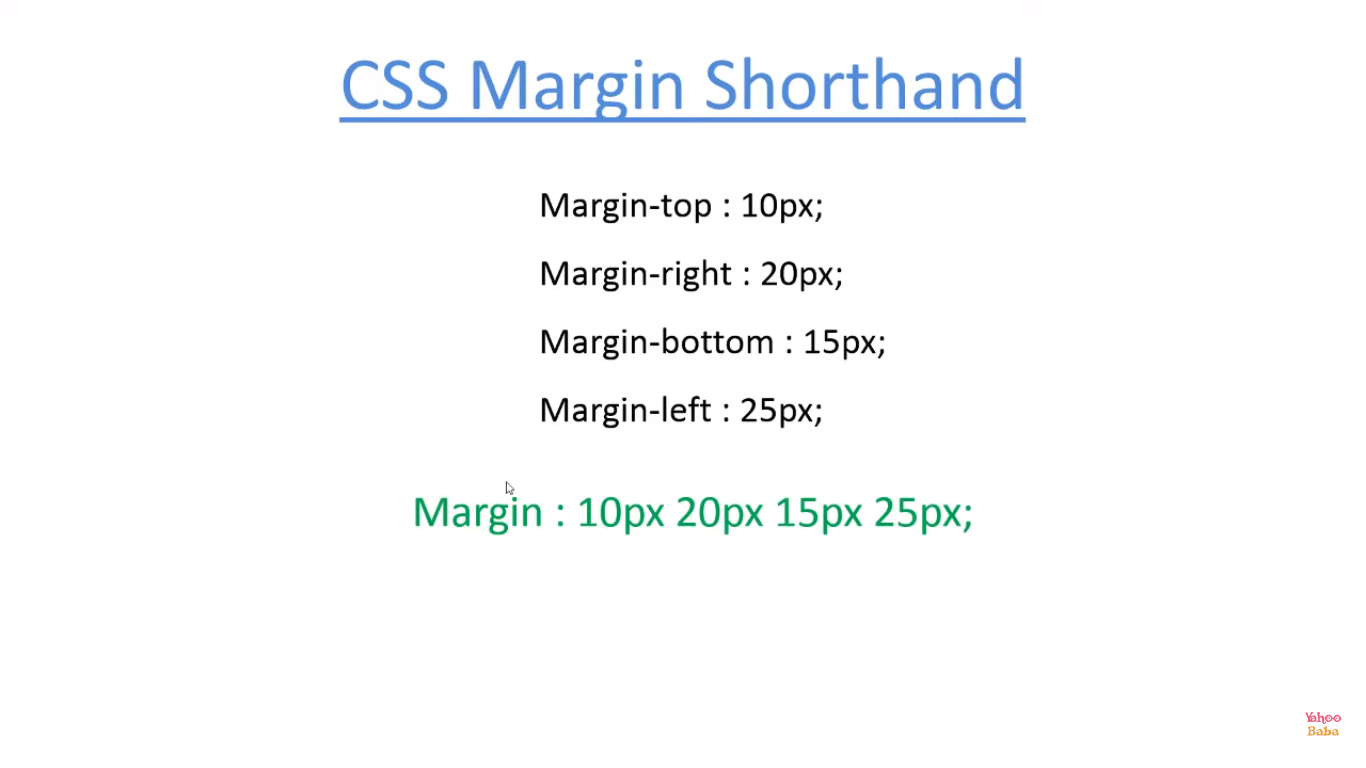 CSS Margin Shorthand
Margin-top : 10px;
Margin-right : 20px;
Margin-bottom : 15px;
Margin-left : 25px;
Margin : 10px 20px 15px 25px;
Yahoo
Baba